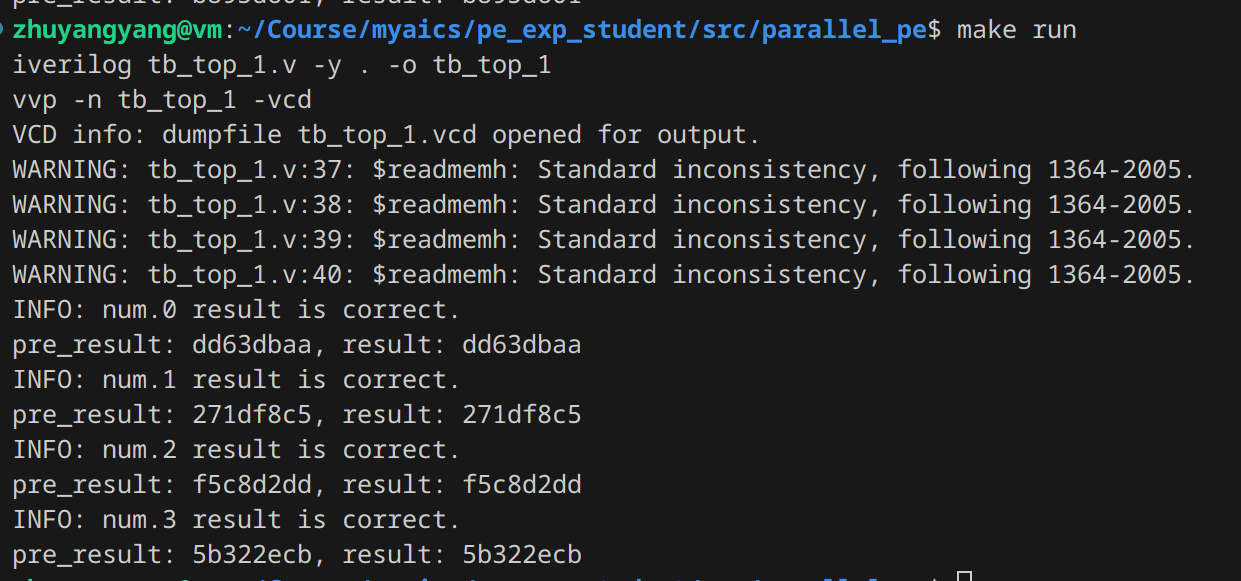 pre_result: b893d601, result: b893d601
zhuyangyang@vm:~/Course/myaics/pe_exp_student/src/parallel_pe$ make run
iverilog tb_top_1.v -y . -o tb_top_1
vvp -n tb_top_1 -vcd
VCD info: dumpfile tb_top_1.vcd opened for output.
WARNING: tb_top_1.v:37: $readmemh: Standard inconsistency, following 1364-2005.
WARNING: tb_top_1.v:38: $readmemh: Standard inconsistency, following 1364-2005.
WARNING: tb_top_1.v:39: $readmemh: Standard inconsistency, following 1364-2005.
WARNING: tb_top_1.v:40: $readmemh: Standard inconsistency, following 1364-2005.
INFO: num.0 result is correct.
pre_result: dd63dbaa, result: dd63dbaa
INFO: num.1 result is correct.
pre_result: 271df8c5, result: 271df8c5
INFO: num.2 result is correct.
pre_result: f5c8d2dd, result: f5c8d2dd
INFO: num.3 result is correct.
pre_result: 5b322ecb, result: 5b322ecb